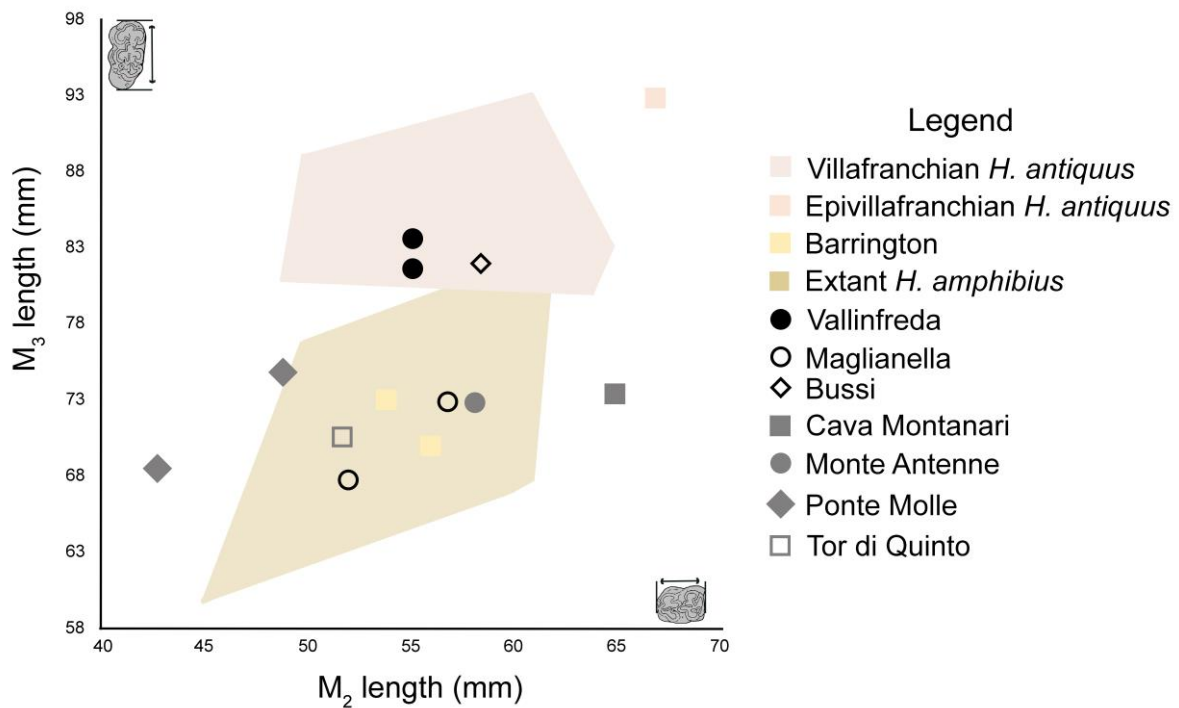 98
93
88
83
78
73
68
63
58
M₃ length (mm)
40 45 50 55 60 65 70
M₂ length (mm)
Legend
Villafranchian H. antiquus
Epivillafranchian H. antiquus
Barrington
Extant H. amphibius
Vallinfreda
Maglianella
Bussi
Cava Montanari
Monte Antenne
Ponte Molle
Tor di Quinto